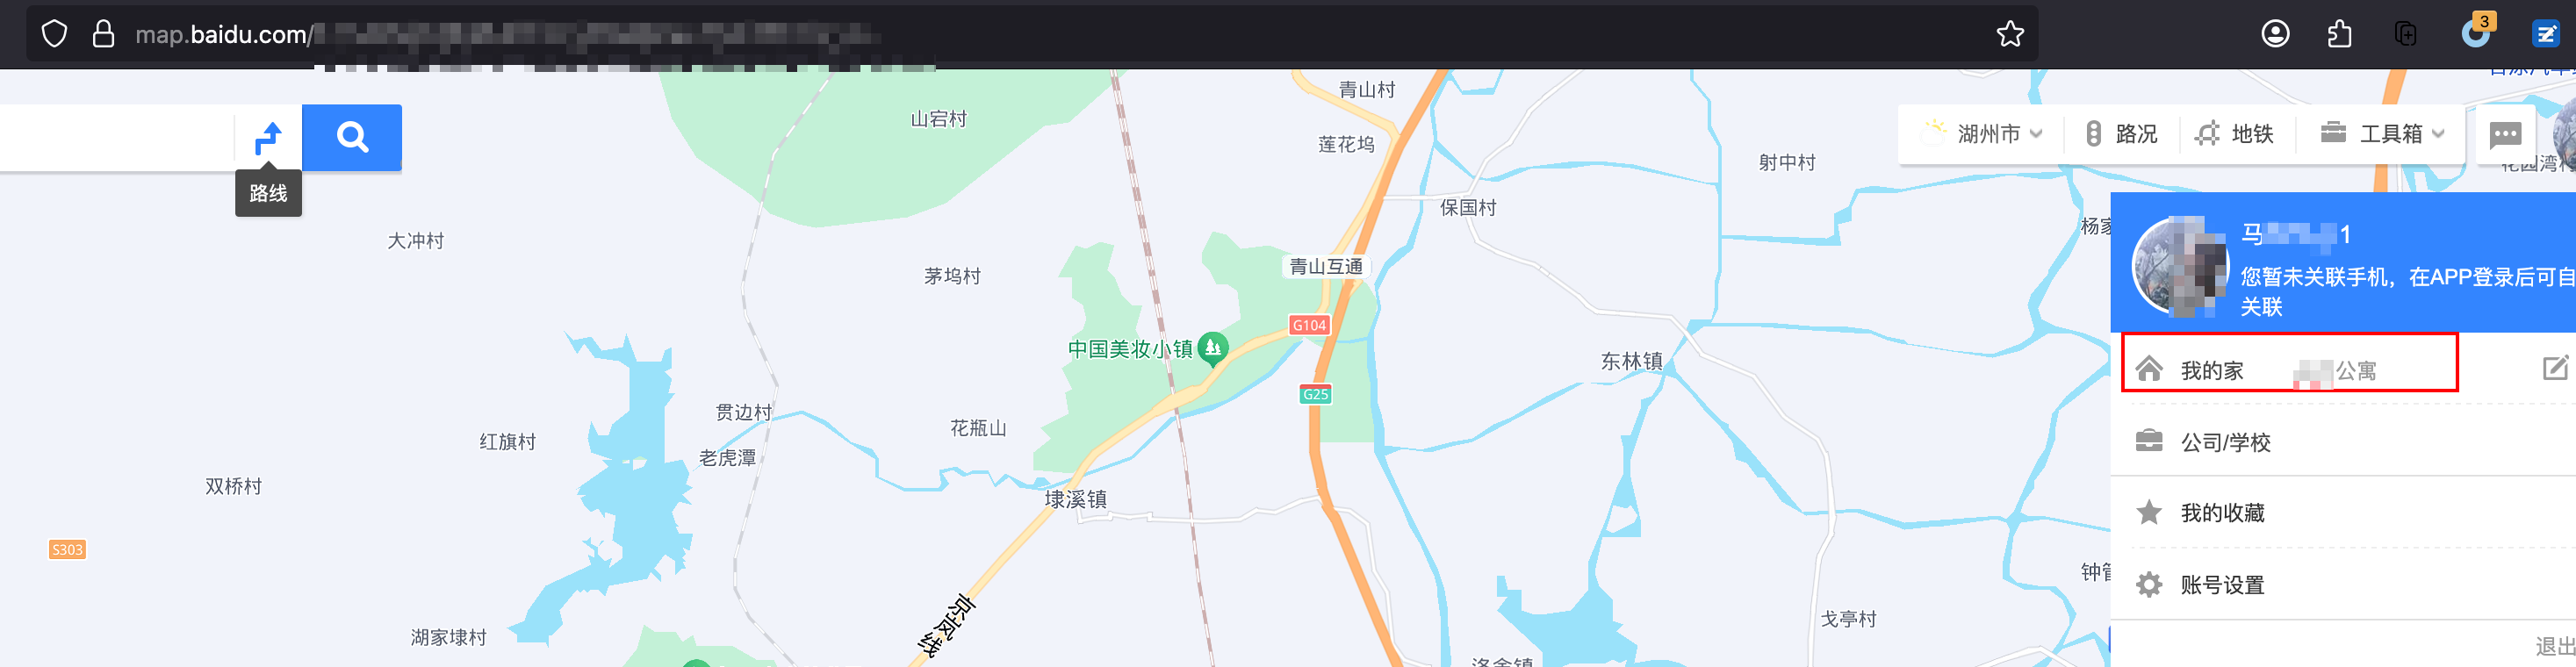 map.baidu.com/
3
青山村
山宕村
莲花坞
湖州市
路况
地铁
工具箱
射中村
路线
保国村
大冲村
马
1
青山互通
茅坞村
您暂未关联手机，在APP登录后可自
关联
G104
中国美妆小镇
东林镇
我的家
公寓
G25
贯边村
花瓶山
红旗村
公司/学校
老虎潭
双桥村
埭溪镇
我的收藏
S303
账号设置
京岚线
戈亭村
湖家埭村
退出